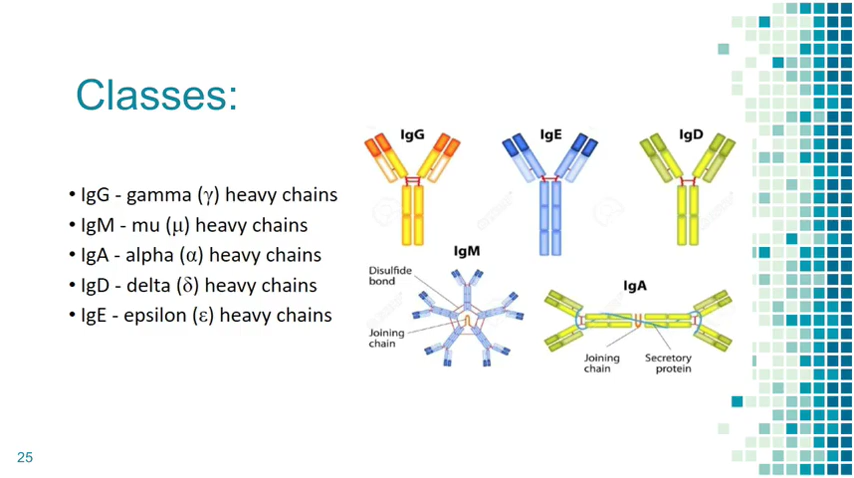 Classes:
• IgG - gamma (γ) heavy chains
• IgM - mu (μ) heavy chains
• IgA - alpha (α) heavy chains
• IgD - delta (δ) heavy chains
• IgE - epsilon (ε) heavy chains
IgG
IgE
IgD
IgM
Disulfide
bond
Joining
chain
IgA
Joining
chain
Secretory
protein
25